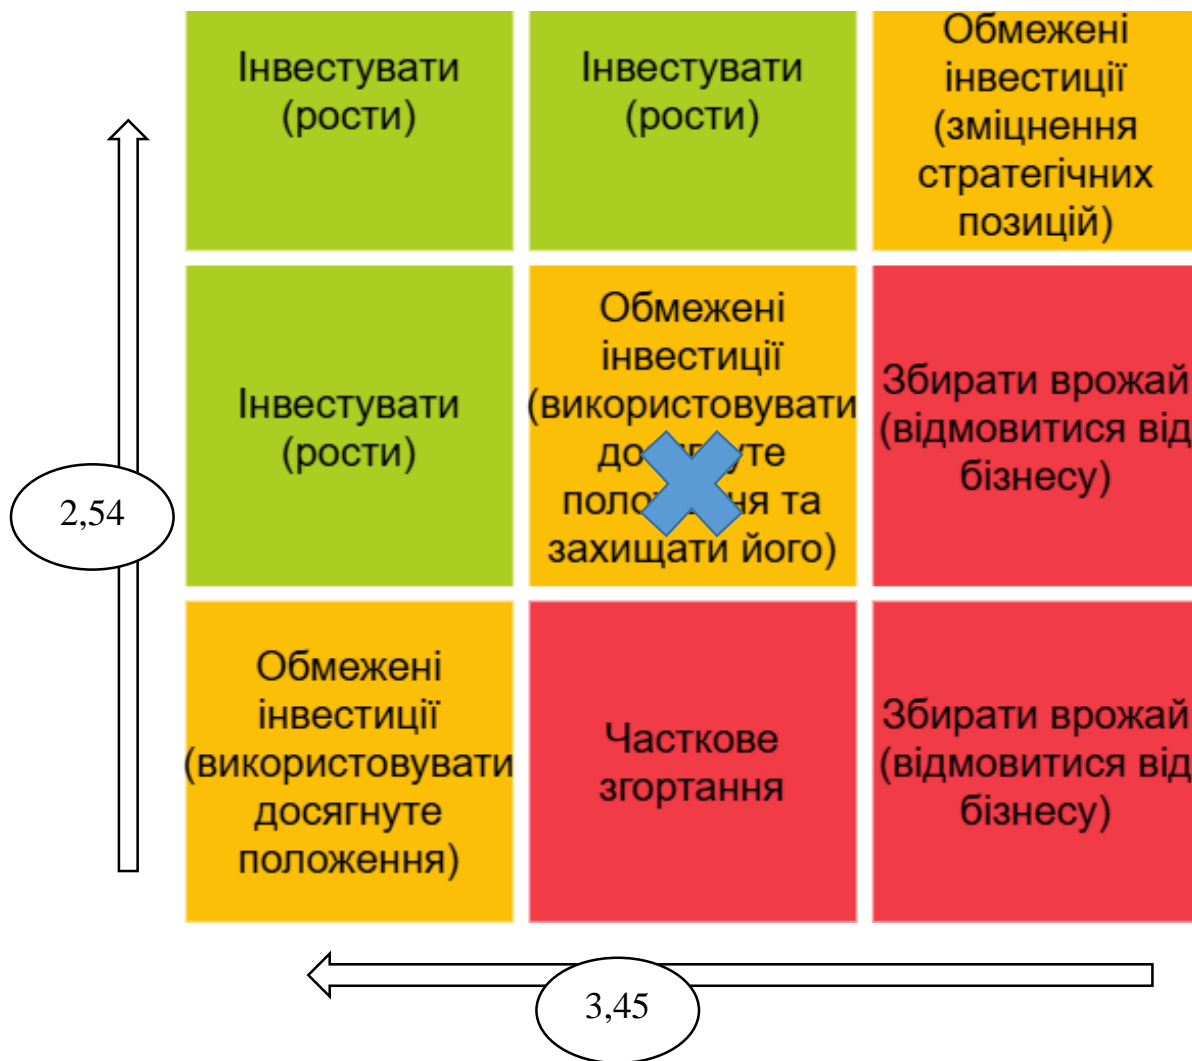 Інвестувати
(рости)
Інвестувати
(рости)
Обмежені
інвестиції
(зміцнення
стратегічних
позицій)
Інвестувати
(рости)
Обмежені
інвестиції
(використовувати
та
захищати його)
Збирати врожай
(відмовитися від
бізнесу)
2,54
Обмежені
інвестиції
(використовувати
досягнуте
положення)
Часткове
згортання
Збирати врожай
(відмовитися від
бізнесу)
3,45